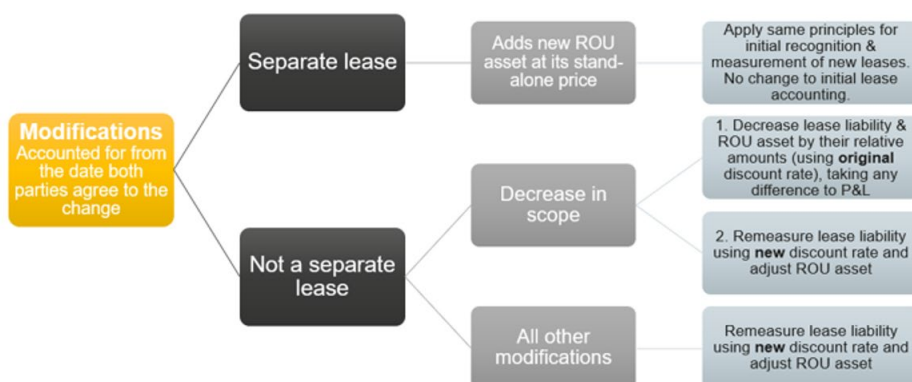 Modifications
Accounted for from
the date both
parties agree to the
change
Separate lease
Adds new ROU
asset at its stand-
alone price
Apply same principles for
initial recognition &
measurement of new leases.
No change to initial lease
accounting.
Not a separate
lease
Decrease in
scope
1. Decrease lease liability &
ROU asset by their relative
amounts (using original
discount rate), taking any
difference to P&L
2. Remeasure lease liability
using new discount rate and
adjust ROU asset
All other
modifications
Remeasure lease liability
using new discount rate and
adjust ROU asset